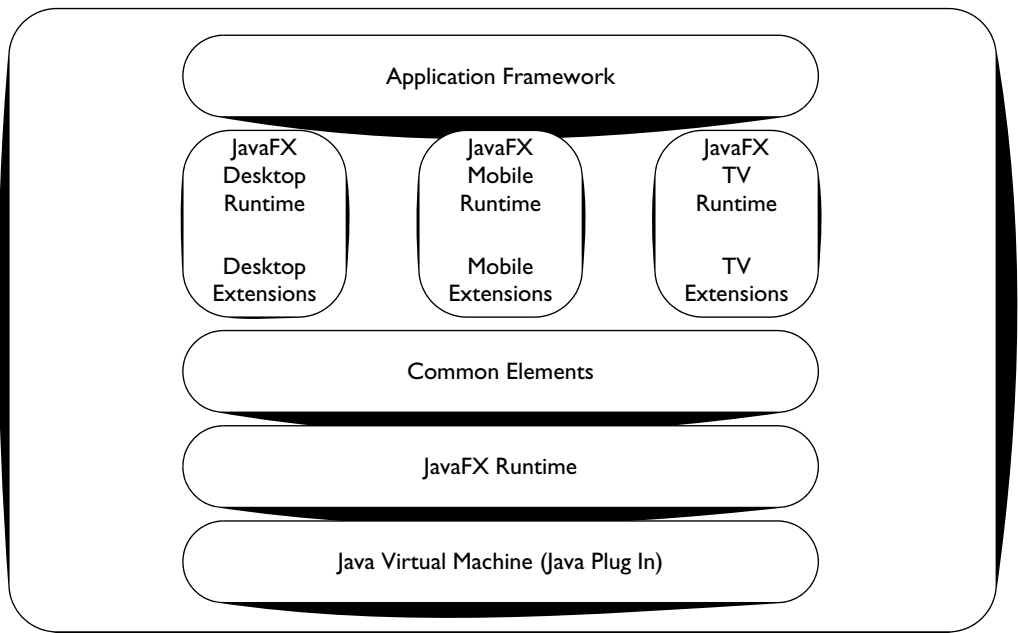 Application Framework
JavaFX
Desktop
Runtime
Desktop
Extensions
JavaFX
Mobile
Runtime
Mobile
Extensions
JavaFX
TV
Runtime
TV
Extensions
Common Elements
JavaFX Runtime
Java Virtual Machine (Java Plug In)